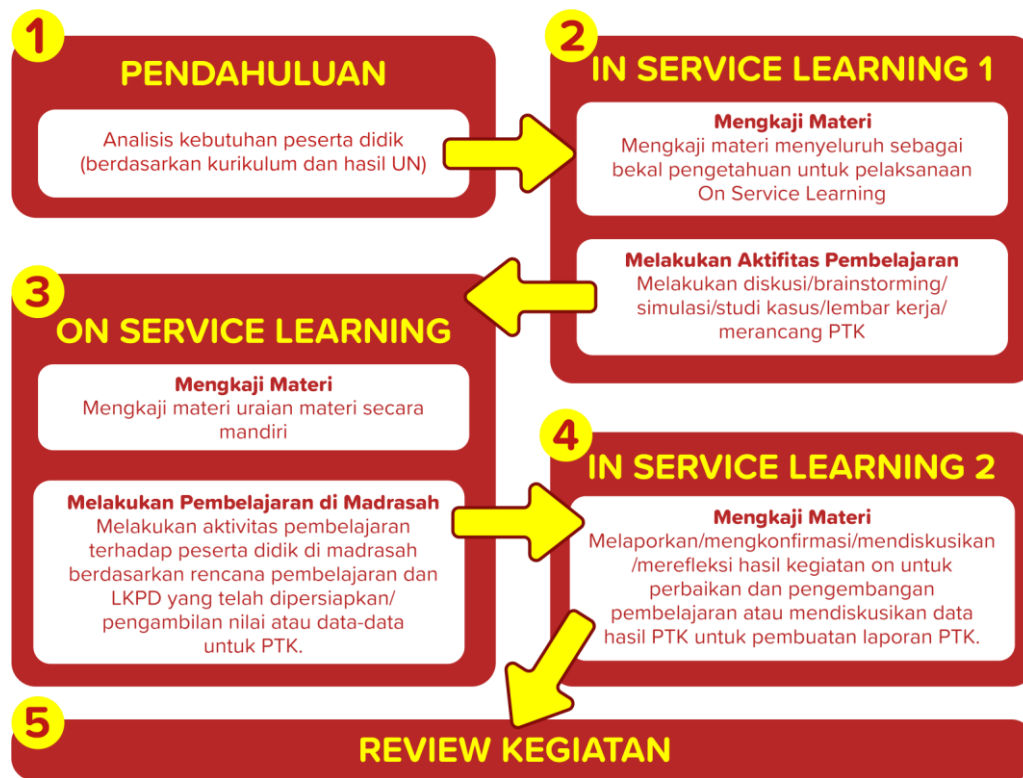 1
PENDAHULUAN
Analisis kebutuhan peserta didik
(berdasarkan kurikulum dan hasil UN)
2
IN SERVICE LEARNING 1
Mengkaji Materi
Mengkaji materi menyeluruh sebagai
bekal pengetahuan untuk pelaksanaan
On Service Learning
Melakukan Aktifitas Pembelajaran
Melakukan diskusi/brainstorming/
simulasi/studi kasus/lembar kerja/
merancang PTK
3
ON SERVICE LEARNING
Mengkaji Materi
Mengkaji materi uraian materi secara
mandiri
Melakukan Pembelajaran di Madrasah
Melakukan aktivitas pembelajaran
terhadap peserta didik di madrasah
berdasarkan rencana pembelajaran dan
LKPD yang telah dipersiapkan/
pengambilan nilai atau data-data
untuk PTK.
4
IN SERVICE LEARNING 2
Mengkaji Materi
Melaporkan/mengkonfirmasi/mendiskusikan
/merefleksi hasil kegiatan on untuk
perbaikan dan pengembangan
pembelajaran atau mendiskusikan data
hasil PTK untuk pembuatan laporan PTK.
5
REVIEW KEGIATAN